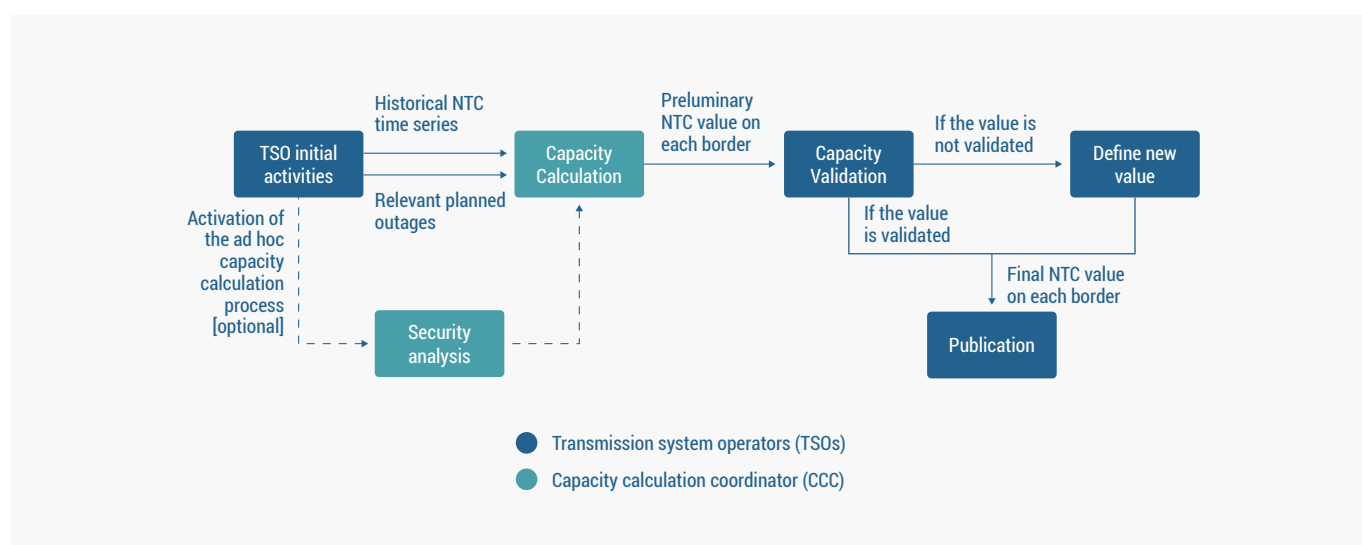 Historical NTC
time series
TSO initial
activities
Relevant planned
outages
Activation of
the ad hoc
capacity
calculation
process
[optional]
Security
analysis
Capacity
Calculation
Preluminary
NTC value on
each border
Capacity
Validation
If the value is
not validated
Define new
value
If the value
is validated
Final NTC value
on each border
Publication
Transmission system operators (TSOs)
Capacity calculation coordinator (CCC)